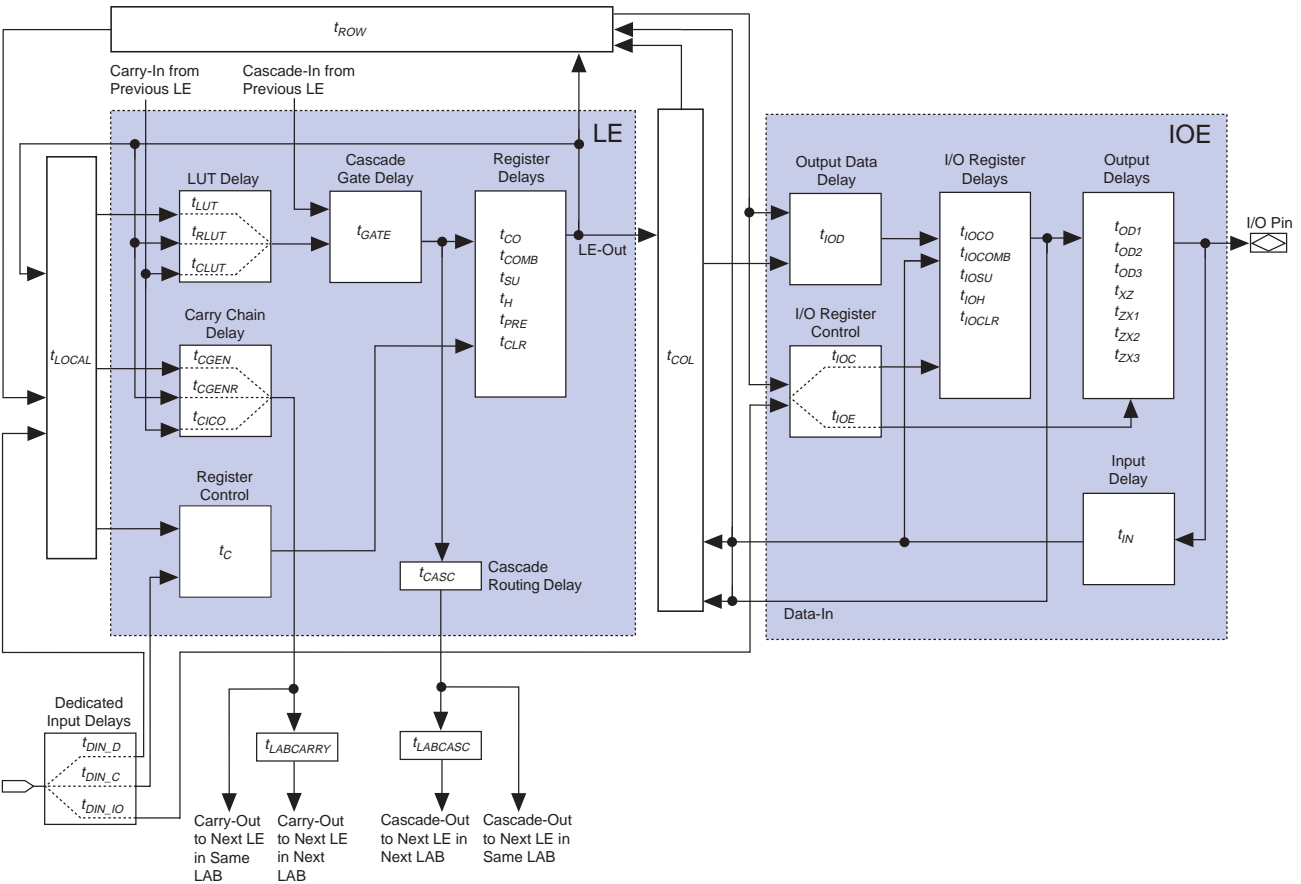 tROW
Carry-In from
Previous LE
Cascade-In from
Previous LE
LE
IOE
LUT Delay
Cascade
Gate Delay
Register
Delays
Output Data
Delay
I/O Register
Delays
Output
Delays
I/O Pin
tLUT
tRLUT
tCLUT
tGATE
tCO
tCOMB
tSU
tH
tPRE
tCLR
LE-Out
tIOD
tIOCO
tIOCOMB
tIOSU
tIOH
tIOCLR
tOD1
tOD2
tOD3
tXZ
tZX1
tZX2
tZX3
Carry Chain
Delay
I/O Register
Control
tLOCAL
tCGEN
tCGENR
tCICO
tCOL
tIOC
tIOE
Register
Control
Input
Delay
tC
tIN
tCASC
Cascade
Routing Delay
Data-In
Dedicated
Input Delays
tDIN_D
tDIN_C
tDIN_IO
tLABCARRY
tLABCASC
Carry-Out
to Next LE
in Same
LAB
Carry-Out
to Next LE
in Next
LAB
Cascade-Out
to Next LE in
Next LAB
Cascade-Out
to Next LE in
Same LAB